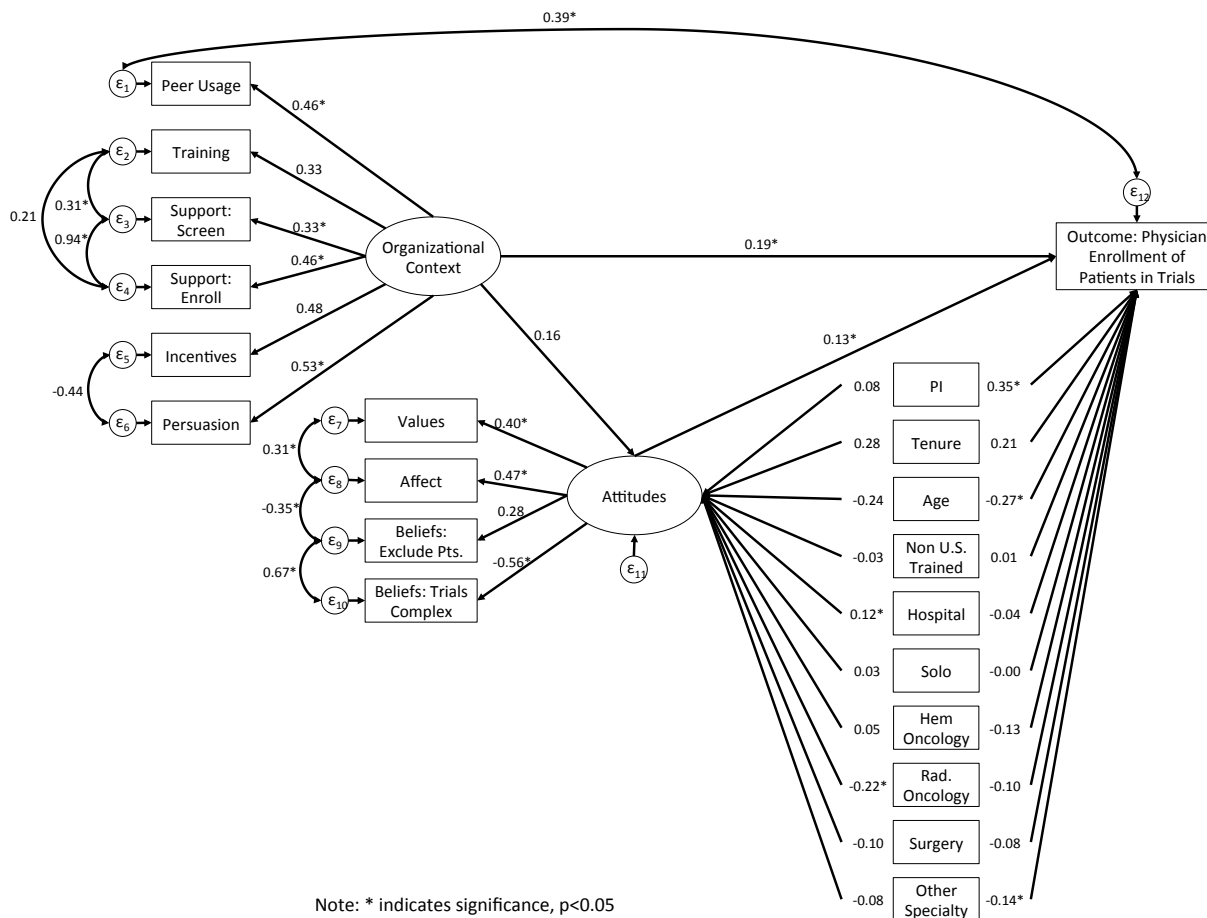 0.39*
ε1
Peer Usage
0.46*
ε2
Training
0.33
ε12
0.21
0.31*
ε3
Support:
Screen
0.33*
Organizational
Context
0.19*
Outcome: Physician
Enrollment of
Patients in Trials
0.94*
ε4
Support:
Enroll
0.46*
ε5
Incentives
0.48
0.16
0.13*
-0.44
0.53*
ε6
Persuasion
0.08
PI
0.35*
ε7
Values
0.40*
0.28
Tenure
0.21
0.31*
ε8
Affect
0.47*
Attitudes
-0.24
Age
-0.27*
-0.35*
ε9
Beliefs:
Exclude Pts.
0.28
-0.03
Non U.S.
Trained
0.01
0.67*
-0.56*
ε11
ε10
Beliefs: Trials
Complex
0.12*
Hospital
-0.04
0.03
Solo
-0.00
0.05
Hem
Oncology
-0.13
-0.22*
Rad.
Oncology
-0.10
-0.10
Surgery
-0.08
-0.08
Other
Specialty
-0.14*
Note: * indicates significance, p<0.05